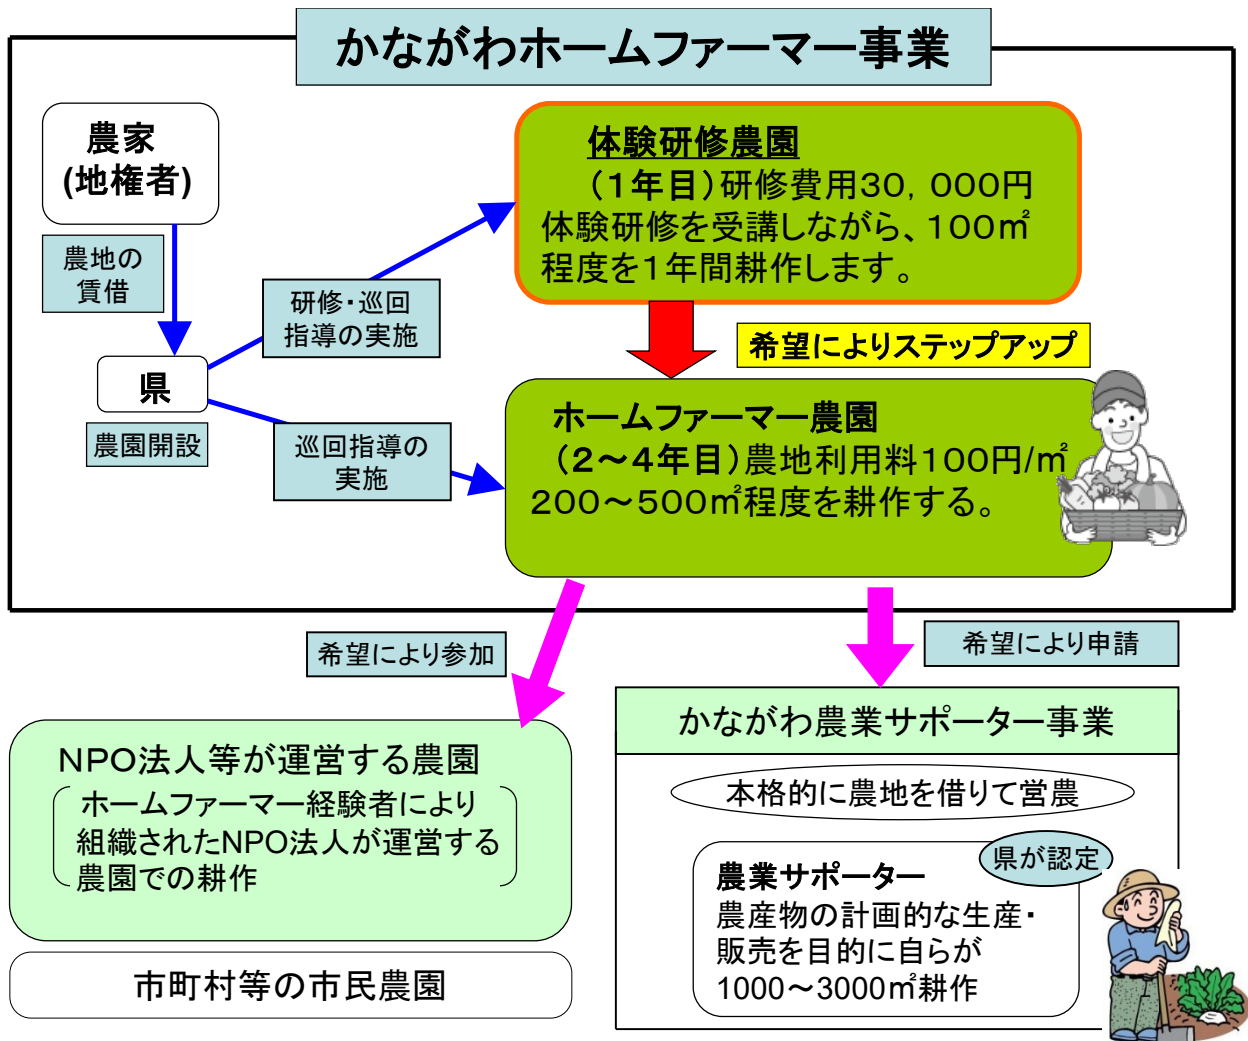 かながわホームファーマー事業
農家
(地権者)
農地の
賃借
県
農園開設
研修・巡回
指導の実施
巡回指導の
実施
体験研修農園
(１年目)研修費用３０，０００円
体験研修を受講しながら、１００㎡
程度を１年間耕作します。
希望によりステップアップ
ホームファーマー農園
(２～４年目)農地利用料１００円/㎡
２００～５００㎡程度を耕作する。
希望により参加
希望により申請
NPO法人等が運営する農園
ホームファーマー経験者により
組織されたNPO法人が運営する
農園での耕作
市町村等の市民農園
かながわ農業サポーター事業
本格的に農地を借りて営農
県が認定
農業サポーター
農産物の計画的な生産・
販売を目的に自らが
1000～3000㎡耕作